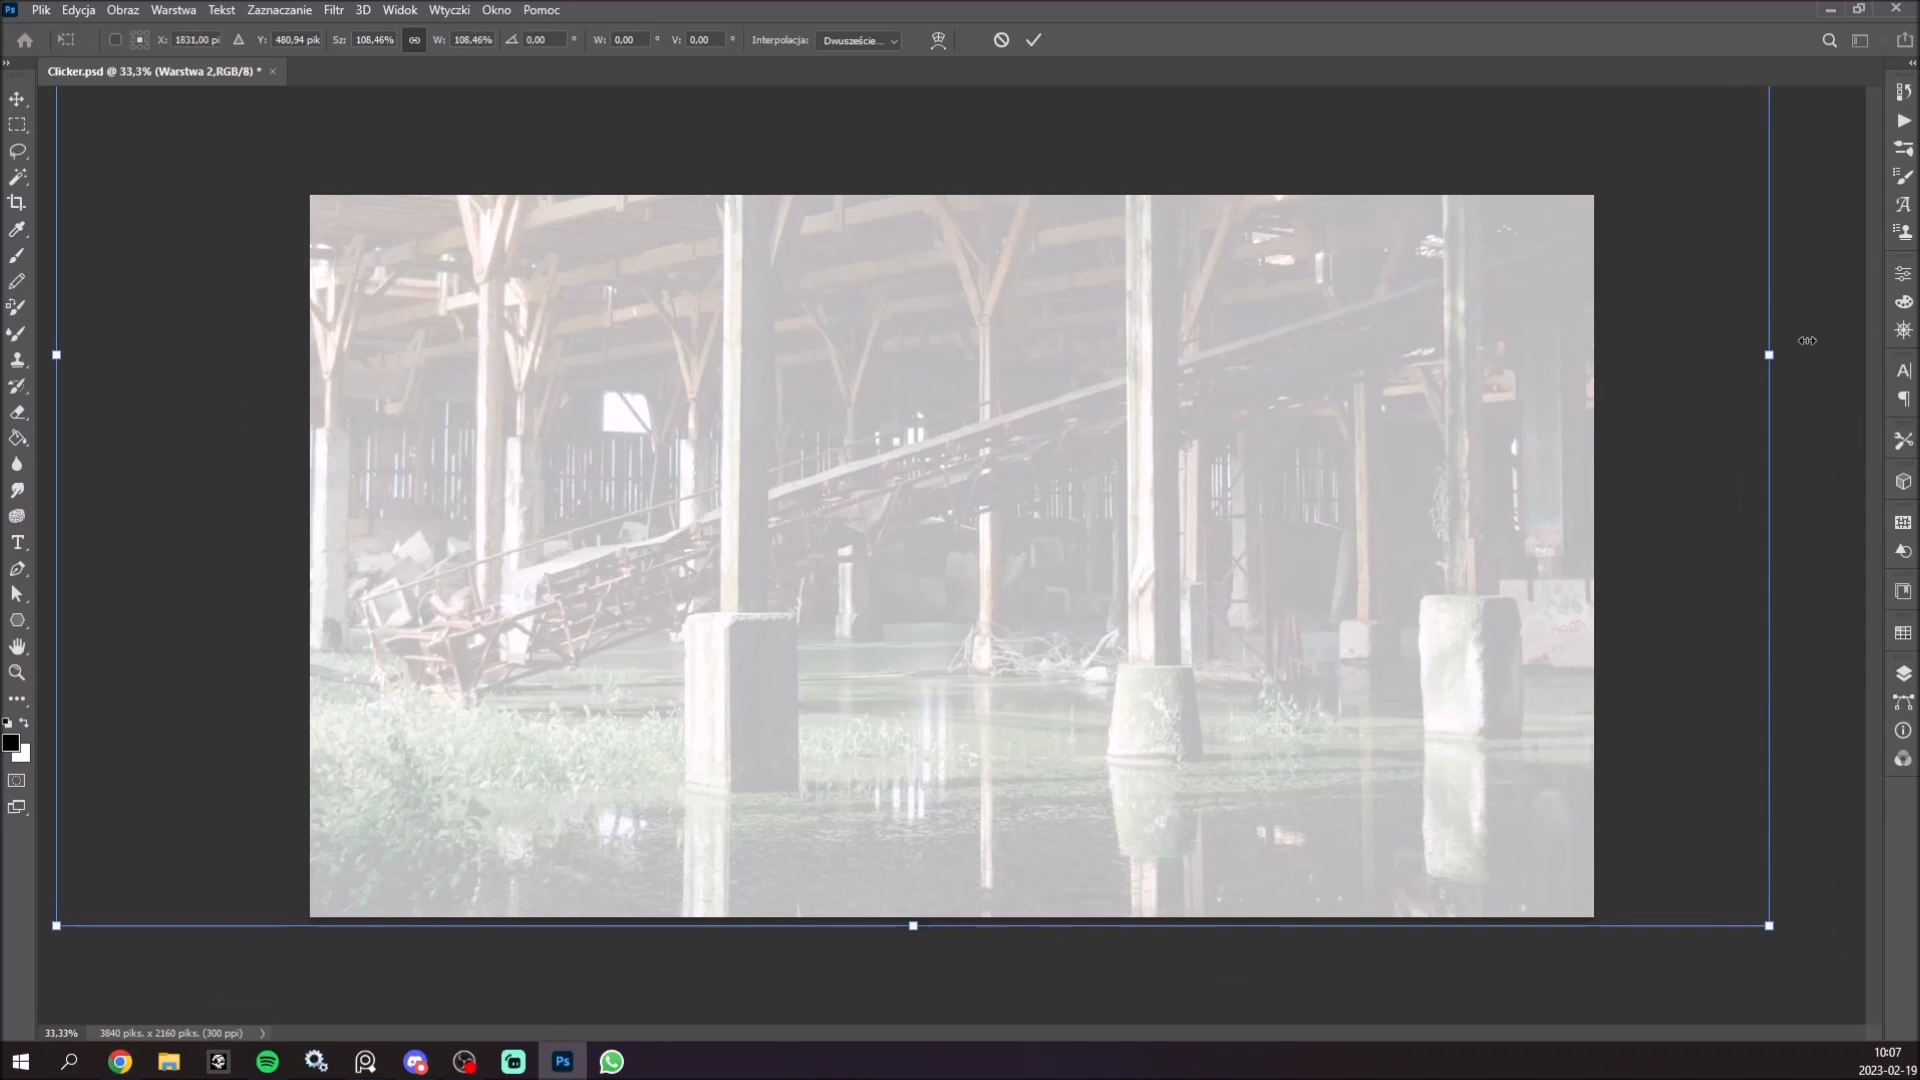 Ps Plik Edycja Obraz Warstwa Tekst Zaznaczanie Filtr 3D Widok Wtyczki Okno Pomoc
X: 1831,00 pi Y: 480,94 pik Sz: 108,46% W: 108,46% 0,00 ° W: 0,00 ° V: 0,00 ° Interpolacja: Dwuszeście...
Clicker.psd @ 33,3% (Warstwa 2,RGB/8) * ×
33,33% 3840 piks. x 2160 piks. (300 ppi)
Ps
10:07
2023-02-19